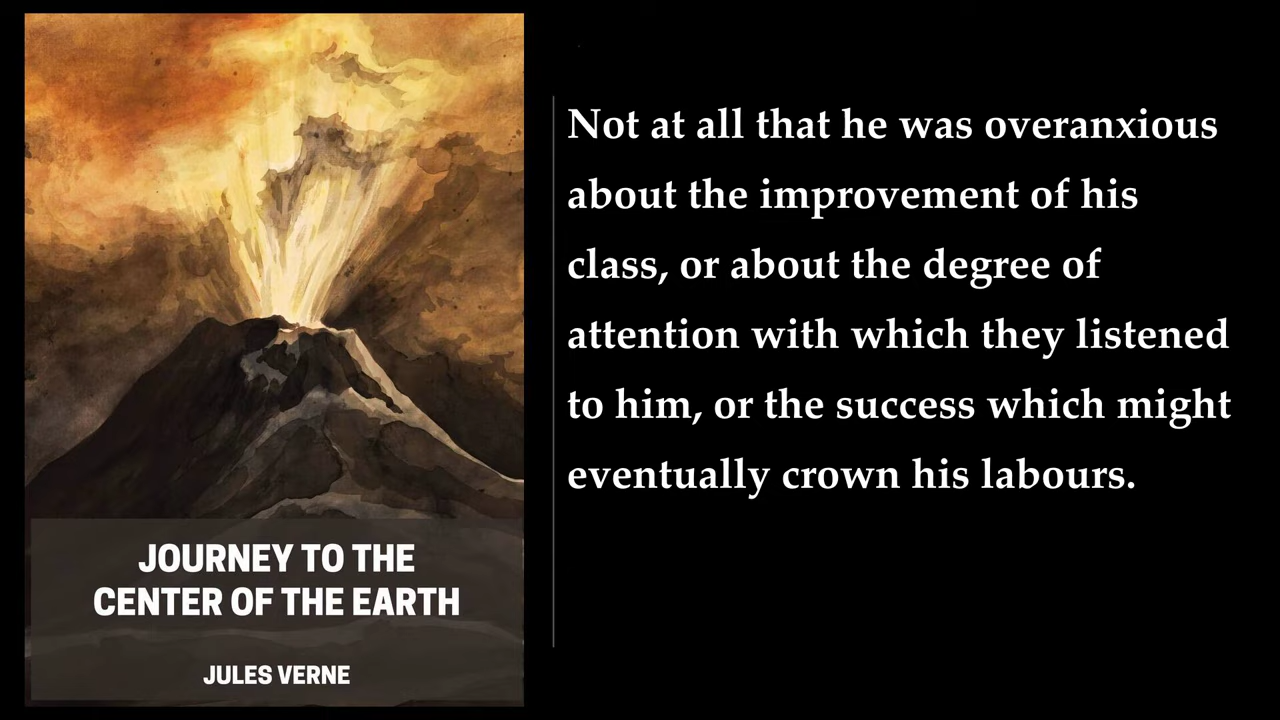 Not at all that he was overanxious
about the improvement of his
class, or about the degree of
attention with which they listened
to him, or the success which might
eventually crown his labours.
JOURNEY TO THE
CENTER OF THE EARTH
JULES VERNE